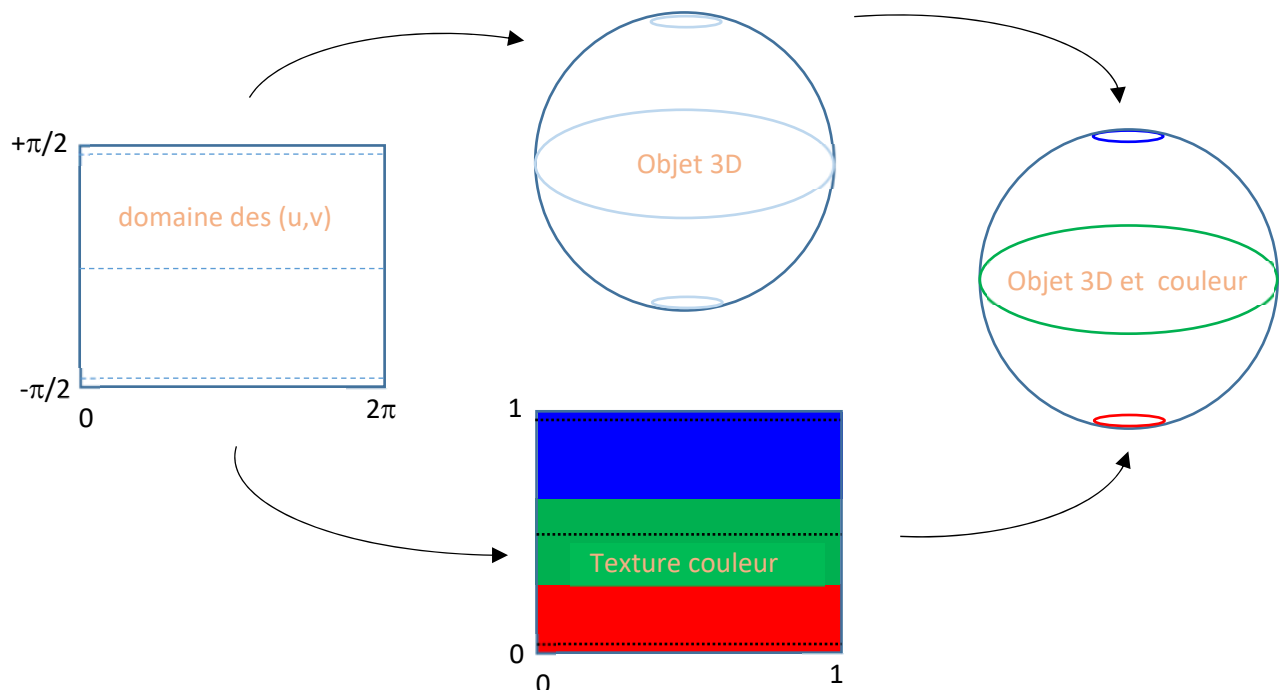 +π/2
domaine des (u,v)
-π/2
0
2π
Objet 3D
Objet 3D et couleur
1
Texture couleur
0
0
1